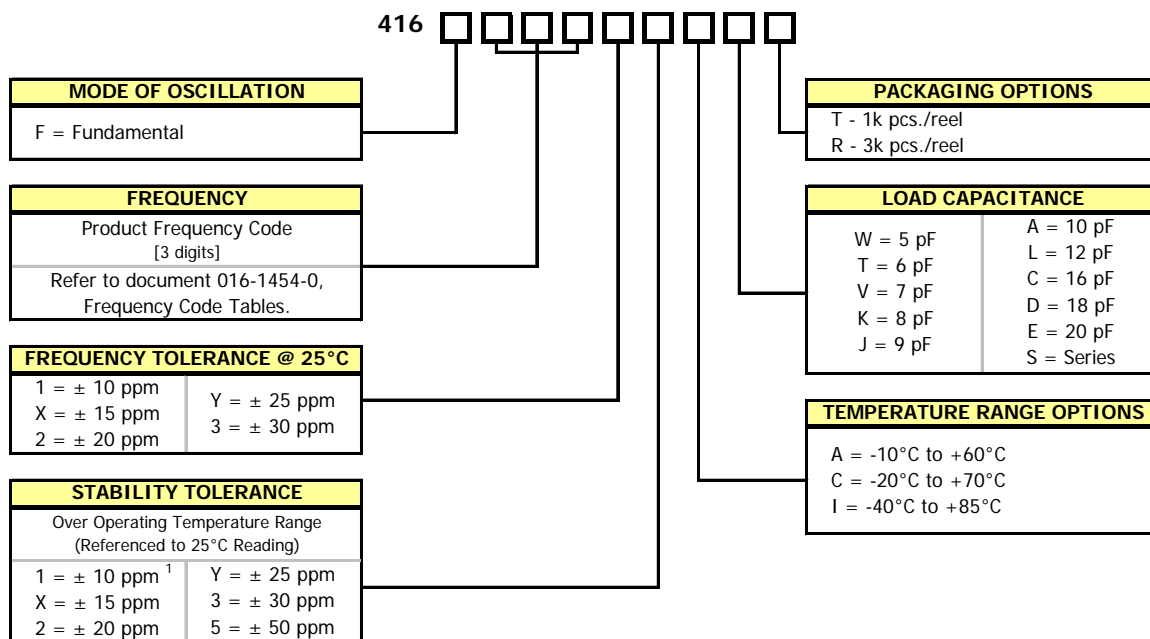 416
MODE OF OSCILLATION
F = Fundamental
FREQUENCY
Product Frequency Code
[3 digits]
Refer to document 016-1454-0,
Frequency Code Tables.
FREQUENCY TOLERANCE @ 25°C
1 = ± 10 ppm
X = ± 15 ppm
2 = ± 20 ppm
Y = ± 25 ppm
3 = ± 30 ppm
STABILITY TOLERANCE
Over Operating Temperature Range
(Referenced to 25°C Reading)
1 = ± 10 ppm 1
X = ± 15 ppm
2 = ± 20 ppm
Y = ± 25 ppm
3 = ± 30 ppm
5 = ± 50 ppm
PACKAGING OPTIONS
T - 1k pcs./reel
R - 3k pcs./reel
LOAD CAPACITANCE
W = 5 pF
T = 6 pF
V = 7 pF
K = 8 pF
J = 9 pF
A = 10 pF
L = 12 pF
C = 16 pF
D = 18 pF
E = 20 pF
S = Series
TEMPERATURE RANGE OPTIONS
A = -10°C to +60°C
C = -20°C to +70°C
I = -40°C to +85°C